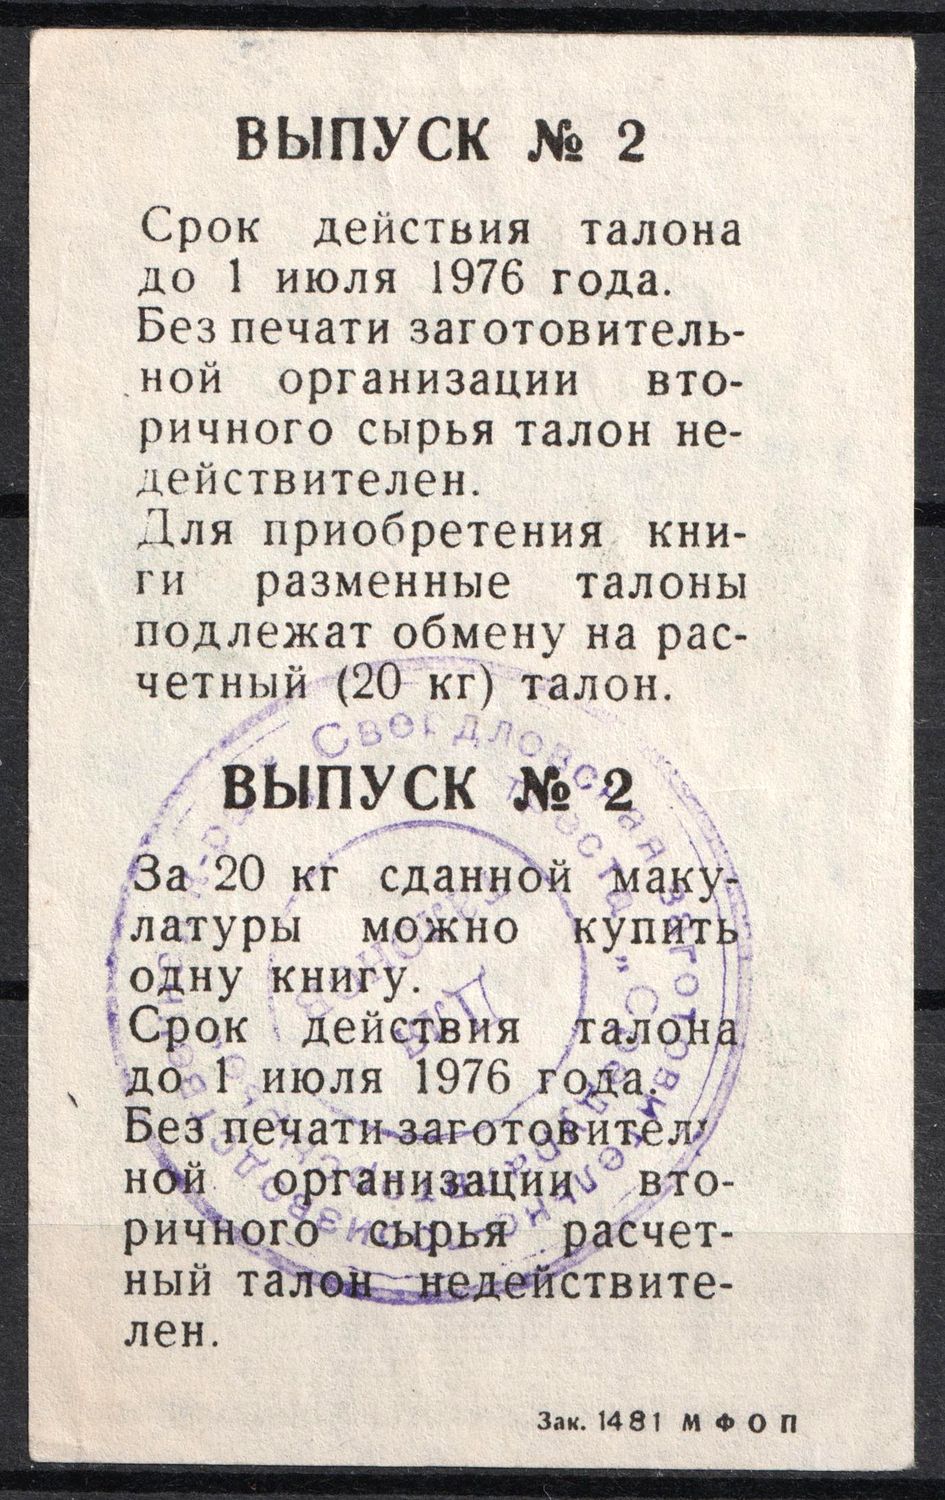 ВЫПУСК № 2
Срок действия талона
до 1 июля 1976 года.
Без печати заготовитель-
ной организации вто-
ричного сырья талон не-
действителен.
Для приобретения кни-
ги разменные талоны
подлежат обмену на рас-
четный (20 кг) талон.
ВЫПУСК № 2
За 20 кг сданной маку-
латуры можно купить
одну книгу.
Срок действия талона
до 1 июля 1976 года.
Без печати заготовител
ной организации вто-
ричного сырья расчет-
ный талон недействите-
лен.
Зак. 1481 М Ф О П
Свердловская заготовительно
Для